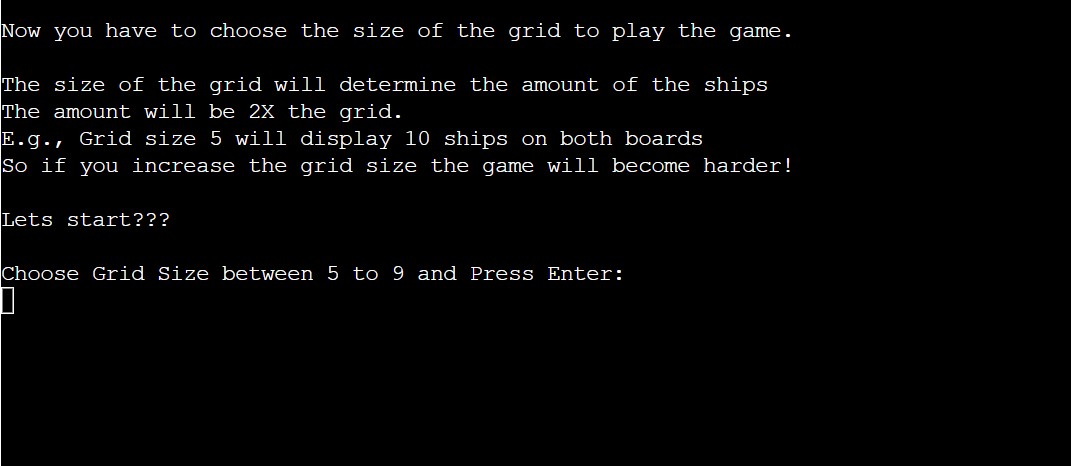 Now you have to choose the size of the grid to play the game.
The size of the grid will determine the amount of the ships
The amount will be 2X the grid.
E.g., Grid size 5 will display 10 ships on both boards
So if you increase the grid size the game will become harder!
Lets start???
Choose Grid Size between 5 to 9 and Press Enter: